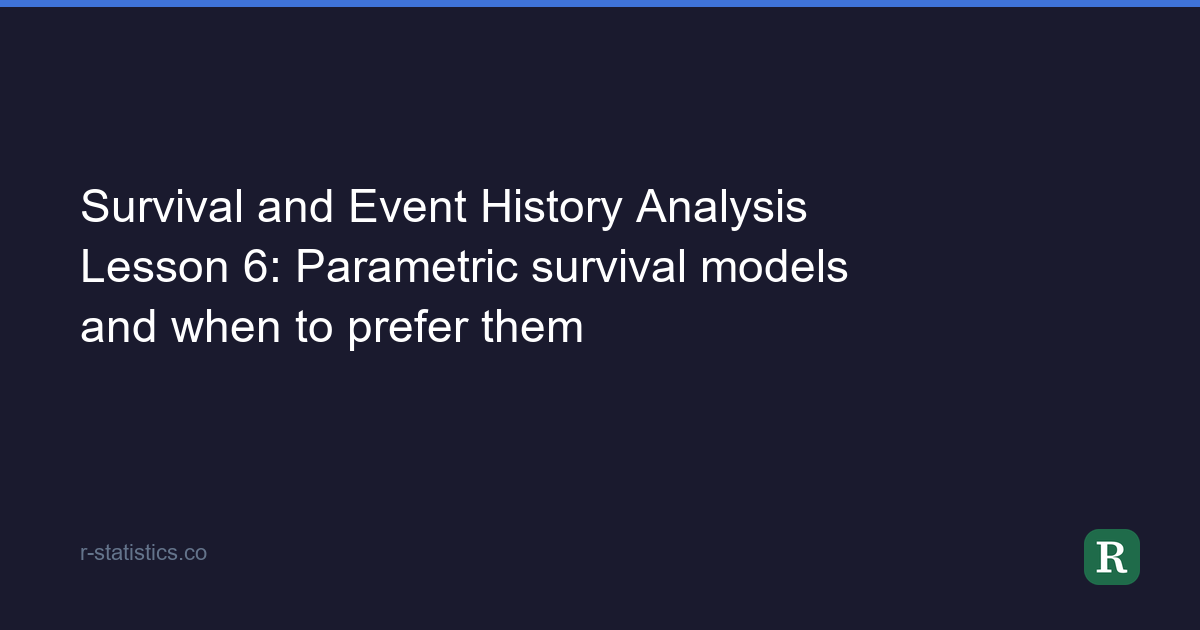 Survival and Event History Analysis
Lesson 6: Parametric survival models
and when to prefer them
r-statistics.co
R